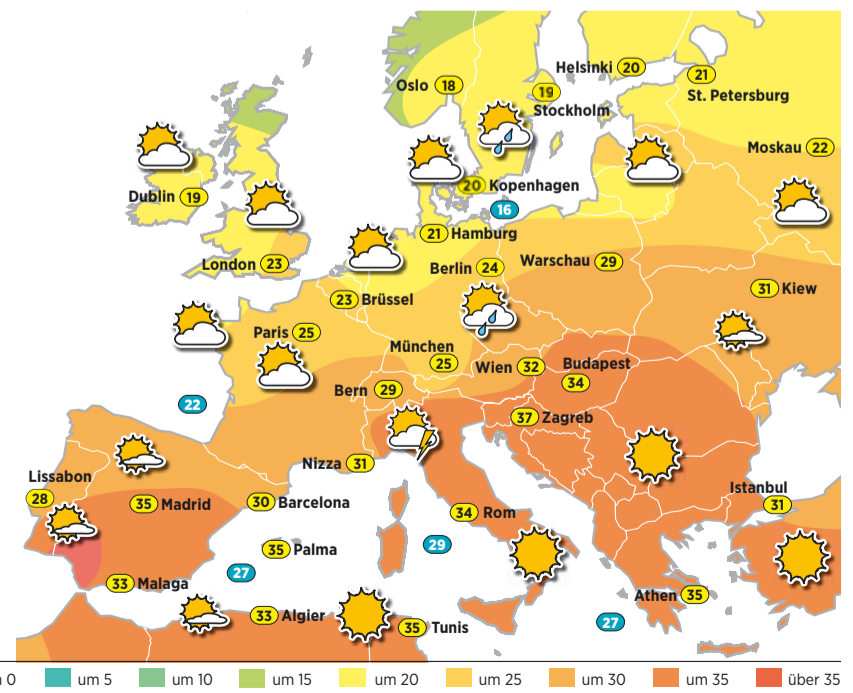 Helsinki 20
Oslo 18
21
St. Petersburg
19
Stockholm
Moskau 22
20 Kopenhagen
Dublin 19
16
21 Hamburg
London 23
Berlin 24
Warschau 29
31 Kiew
23 Brüssel
Paris 25
München
25
Wien 32
Budapest
34
Bern 29
22
37 Zagreb
Nizza 31
Lissabon
28
35 Madrid
30 Barcelona
Istanbul
31
34 Rom
35 Palma
29
27
33 Malaga
Athen 35
33 Algier
35 Tunis
27
0 um 5 um 10 um 15 um 20 um 25 um 30 um 35 über 35